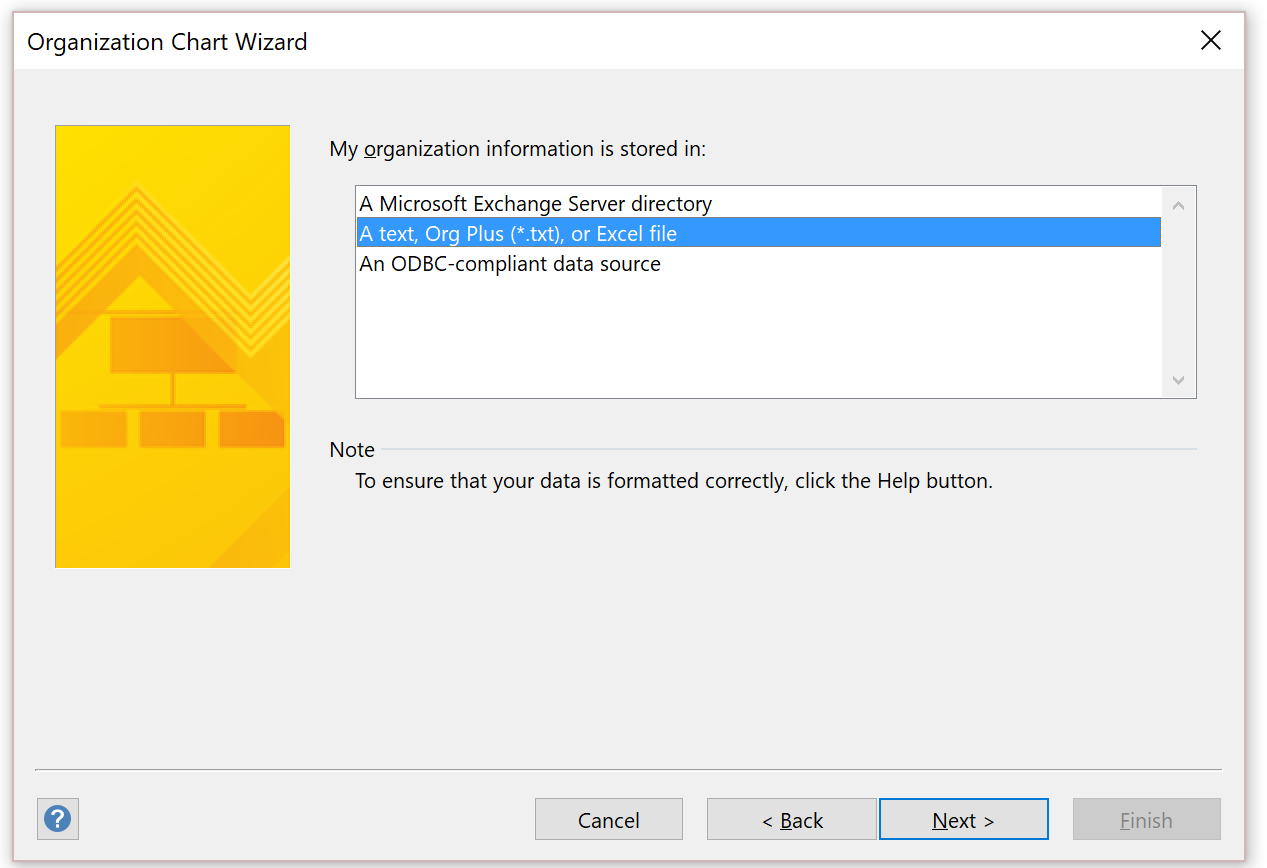 Organization Chart Wizard
My organization information is stored in:
A Microsoft Exchange Server directory
A text, Org Plus (*.txt), or Excel file
An ODBC-compliant data source
Note
To ensure that your data is formatted correctly, click the Help button.
?
Cancel
< Back
Next >
Finish